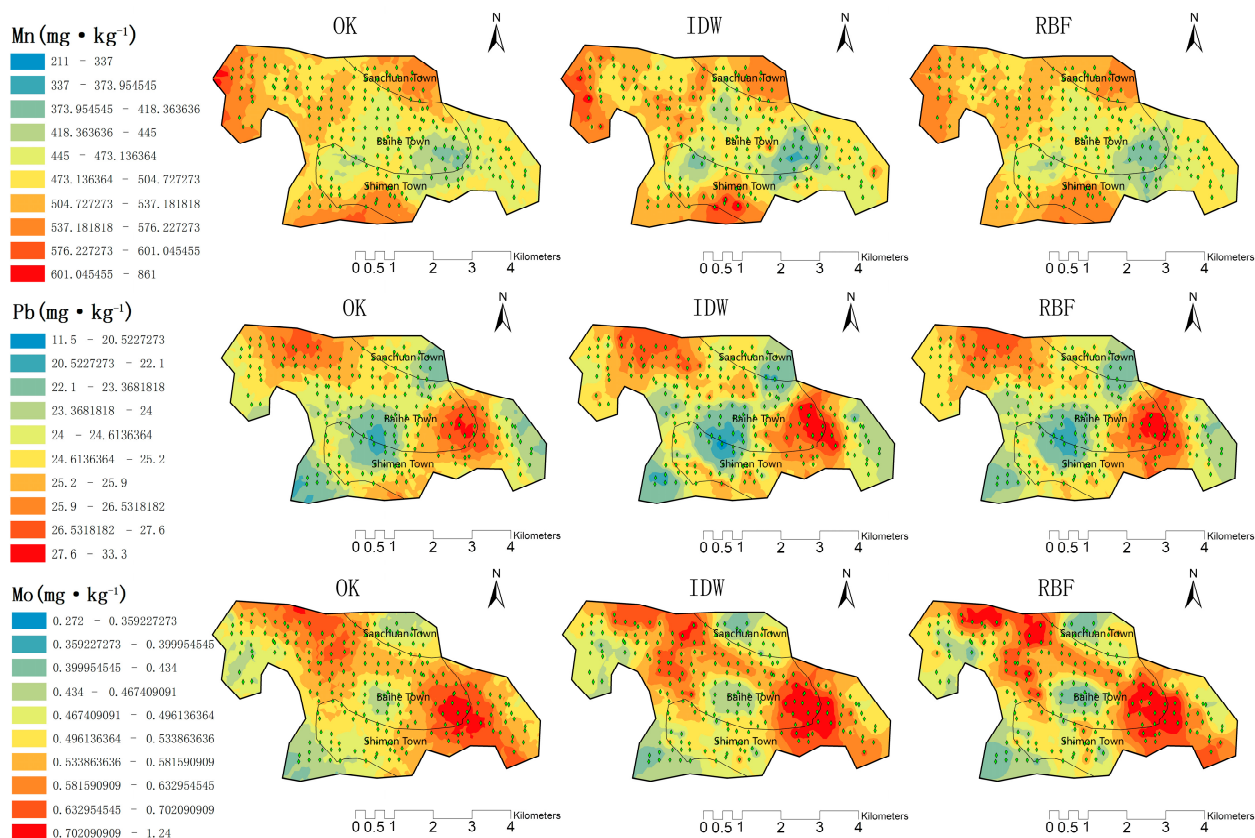 Mn(mg·kg⁻¹)
211 - 337
337 - 373.954545
373.954545 - 418.363636
418.363636 - 445
445 - 473.136364
473.136364 - 504.727273
504.727273 - 537.181818
537.181818 - 576.227273
576.227273 - 601.045455
601.045455 - 861
OK
N
Sanchuan Town
Baihe Town
Shimen Town
0 0.5 1 2 3 4 Kilometers
IDW
N
Sanchuan Town
Baihe Town
Shimen Town
0 0.5 1 2 3 4 Kilometers
RBF
N
Sanchuan Town
Baihe Town
Shimen Town
0 0.5 1 2 3 4 Kilometers
Pb(mg·kg⁻¹)
11.5 - 20.5227273
20.5227273 - 22.1
22.1 - 23.3681818
23.3681818 - 24
24 - 24.6136364
24.6136364 - 25.2
25.2 - 25.9
25.9 - 26.5318182
26.5318182 - 27.6
27.6 - 33.3
OK
N
Sanchuan Town
Baihe Town
Shimen Town
0 0.5 1 2 3 4 Kilometers
IDW
N
Sanchuan Town
Baihe Town
Shimen Town
0 0.5 1 2 3 4 Kilometers
RBF
N
Sanchuan Town
Baihe Town
Shimen Town
0 0.5 1 2 3 4 Kilometers
Mo(mg·kg⁻¹)
0.272 - 0.359227273
0.359227273 - 0.399954545
0.399954545 - 0.434
0.434 - 0.467409091
0.467409091 - 0.496136364
0.496136364 - 0.533863636
0.533863636 - 0.581590909
0.581590909 - 0.632954545
0.632954545 - 0.702090909
0.702090909 - 1.24
OK
N
Sanchuan Town
Baihe Town
Shimen Town
0 0.5 1 2 3 4 Kilometers
IDW
N
Sanchuan Town
Baihe Town
Shimen Town
0 0.5 1 2 3 4 Kilometers
RBF
N
Sanchuan Town
Baihe Town
Shimen Town
0 0.5 1 2 3 4 Kilometers